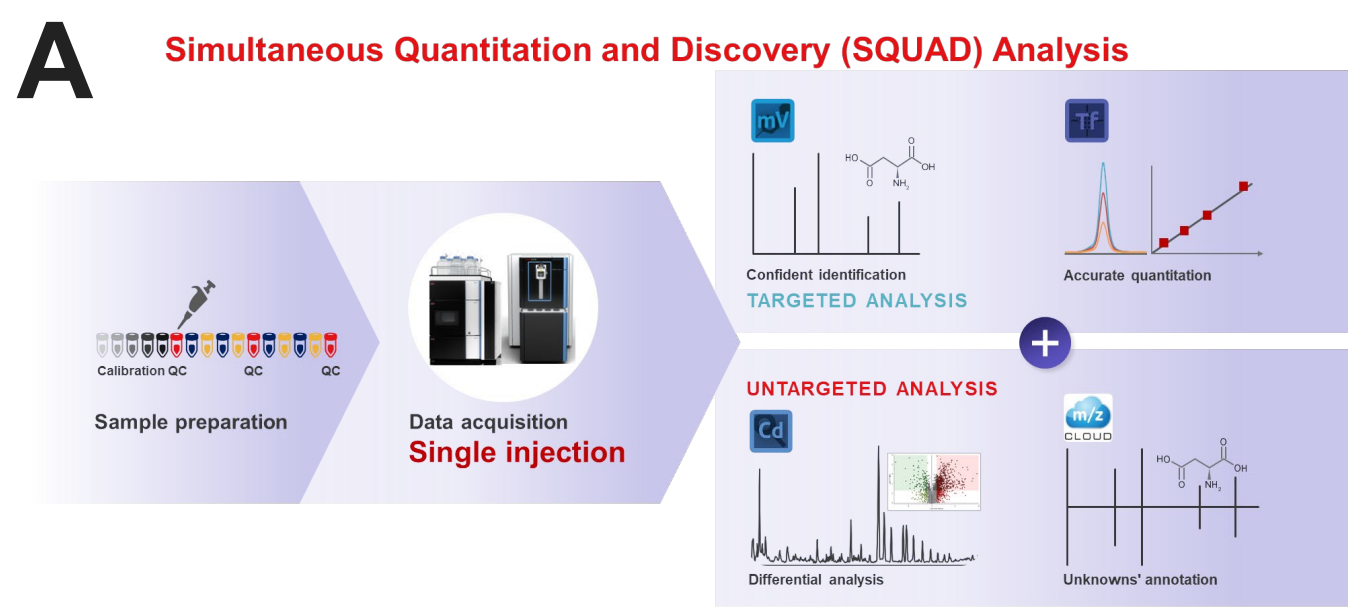 A
Simultaneous Quantitation and Discovery (SQUAD) Analysis
Calibration QC QC QC
Sample preparation
Data acquisition
Single injection
mV
HO O O OH NH2
Confident identification
TARGETED ANALYSIS
Tf
Accurate quantitation
+
UNTARGETED ANALYSIS
Cd
Differential analysis
m/z
CLOUD
HO O O OH NH2
Unknowns' annotation